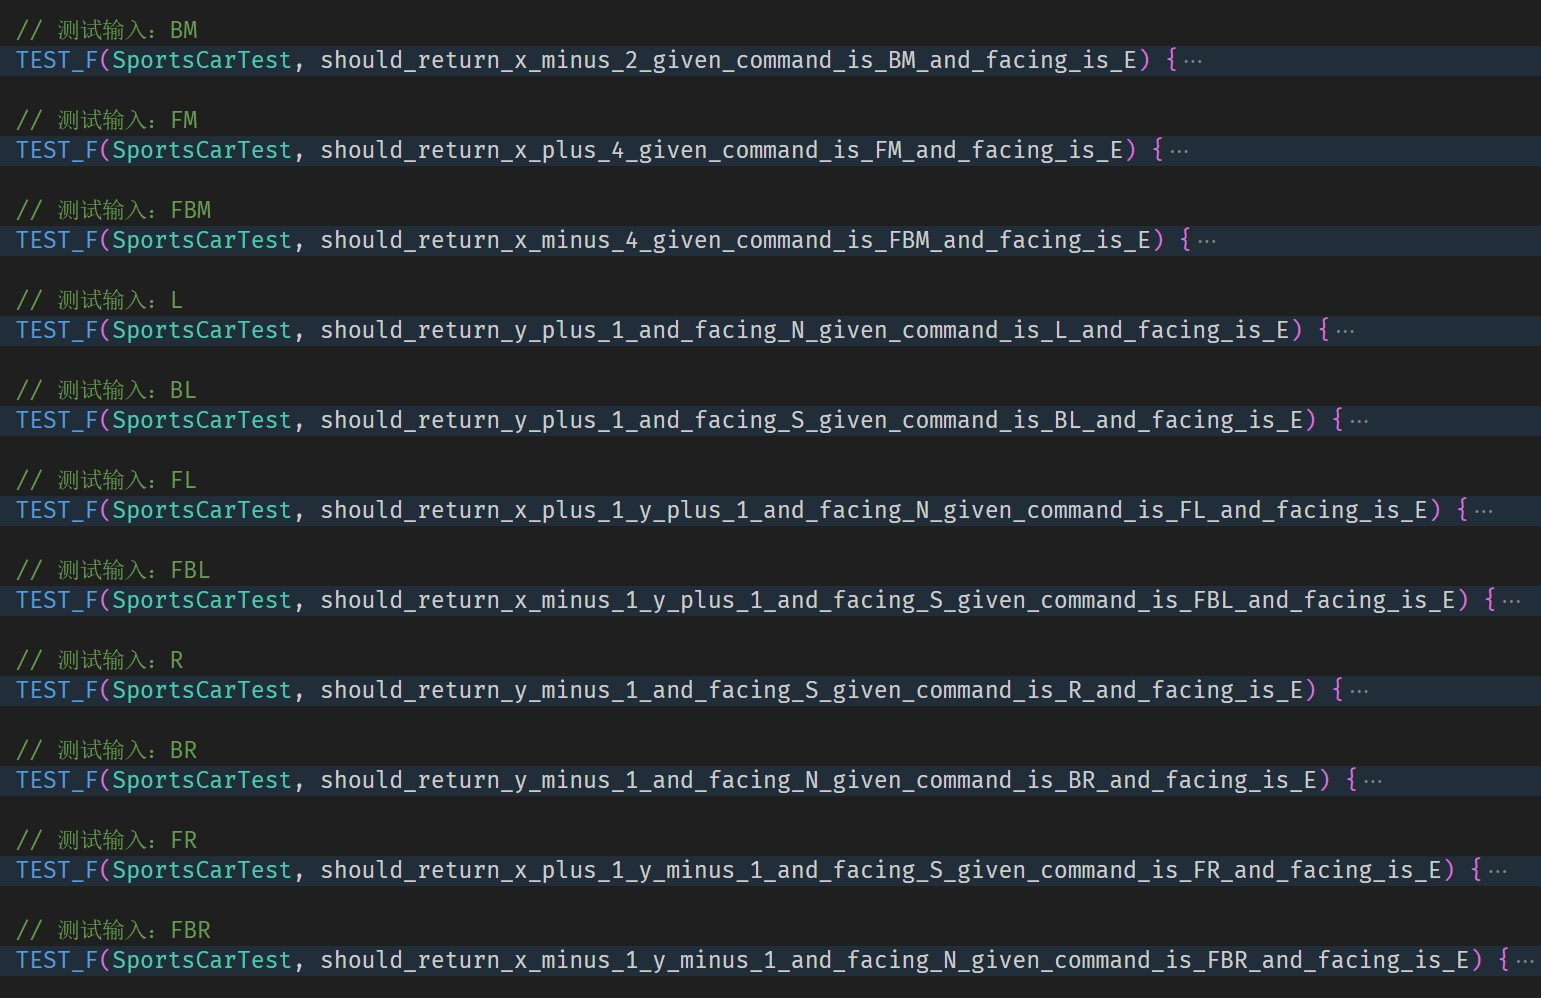 // 测试输入：BM
TEST_F(SportsCarTest, should_return_x_minus_2_given_command_is_BM_and_facing_is_E) {···
// 测试输入：FM
TEST_F(SportsCarTest, should_return_x_plus_4_given_command_is_FM_and_facing_is_E) {···
// 测试输入：FBM
TEST_F(SportsCarTest, should_return_x_minus_4_given_command_is_FBM_and_facing_is_E) {···
// 测试输入：L
TEST_F(SportsCarTest, should_return_y_plus_1_and_facing_N_given_command_is_L_and_facing_is_E) {···
// 测试输入：BL
TEST_F(SportsCarTest, should_return_y_plus_1_and_facing_S_given_command_is_BL_and_facing_is_E) {···
// 测试输入：FL
TEST_F(SportsCarTest, should_return_x_plus_1_y_plus_1_and_facing_N_given_command_is_FL_and_facing_is_E) {···
// 测试输入：FBL
TEST_F(SportsCarTest, should_return_x_minus_1_y_plus_1_and_facing_S_given_command_is_FBL_and_facing_is_E) {···
// 测试输入：R
TEST_F(SportsCarTest, should_return_y_minus_1_and_facing_S_given_command_is_R_and_facing_is_E) {···
// 测试输入：BR
TEST_F(SportsCarTest, should_return_y_minus_1_and_facing_N_given_command_is_BR_and_facing_is_E) {···
// 测试输入：FR
TEST_F(SportsCarTest, should_return_x_plus_1_y_minus_1_and_facing_S_given_command_is_FR_and_facing_is_E) {···
// 测试输入：FBR
TEST_F(SportsCarTest, should_return_x_minus_1_y_minus_1_and_facing_N_given_command_is_FBR_and_facing_is_E) {···